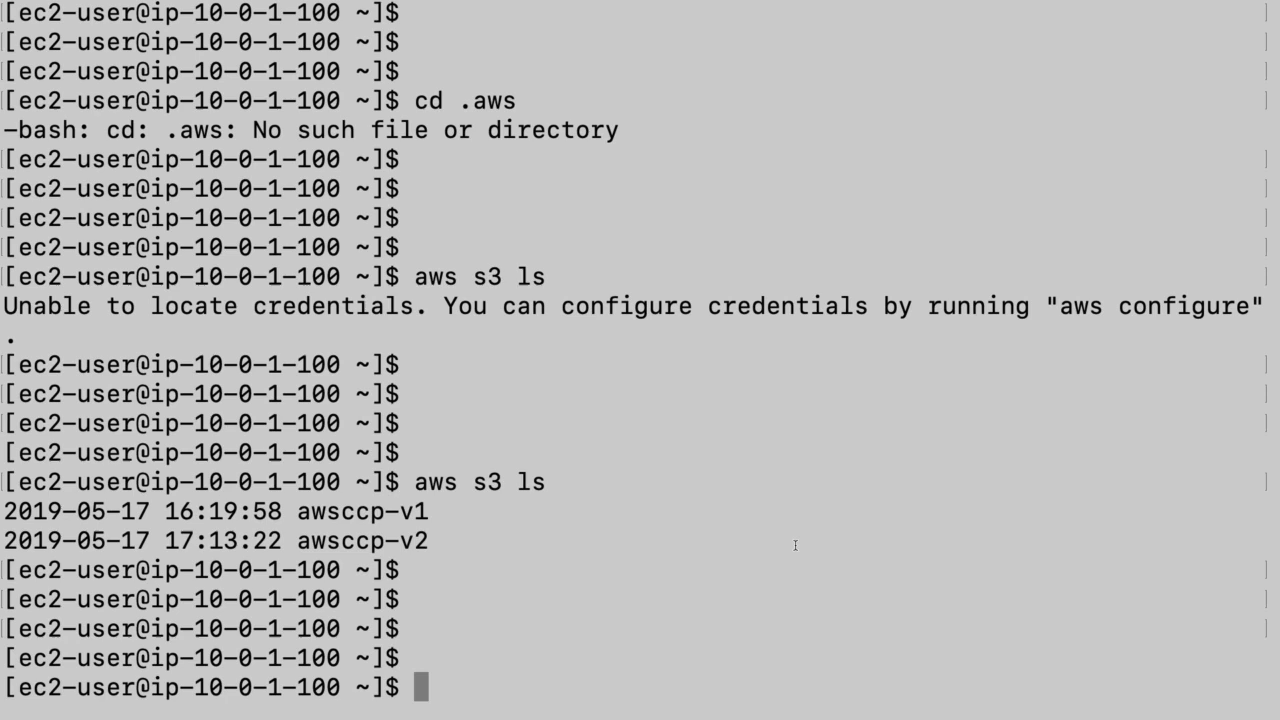 [ec2-user@ip-10-0-1-100 ~]$
[ec2-user@ip-10-0-1-100 ~]$
[ec2-user@ip-10-0-1-100 ~]$
[ec2-user@ip-10-0-1-100 ~]$ cd .aws
-bash: cd: .aws: No such file or directory
[ec2-user@ip-10-0-1-100 ~]$
[ec2-user@ip-10-0-1-100 ~]$
[ec2-user@ip-10-0-1-100 ~]$
[ec2-user@ip-10-0-1-100 ~]$
[ec2-user@ip-10-0-1-100 ~]$ aws s3 ls
Unable to locate credentials. You can configure credentials by running "aws configure"
.
[ec2-user@ip-10-0-1-100 ~]$
[ec2-user@ip-10-0-1-100 ~]$
[ec2-user@ip-10-0-1-100 ~]$
[ec2-user@ip-10-0-1-100 ~]$
[ec2-user@ip-10-0-1-100 ~]$ aws s3 ls
2019-05-17 16:19:58 awsccp-v1
2019-05-17 17:13:22 awsccp-v2
[ec2-user@ip-10-0-1-100 ~]$
[ec2-user@ip-10-0-1-100 ~]$
[ec2-user@ip-10-0-1-100 ~]$
[ec2-user@ip-10-0-1-100 ~]$
[ec2-user@ip-10-0-1-100 ~]$